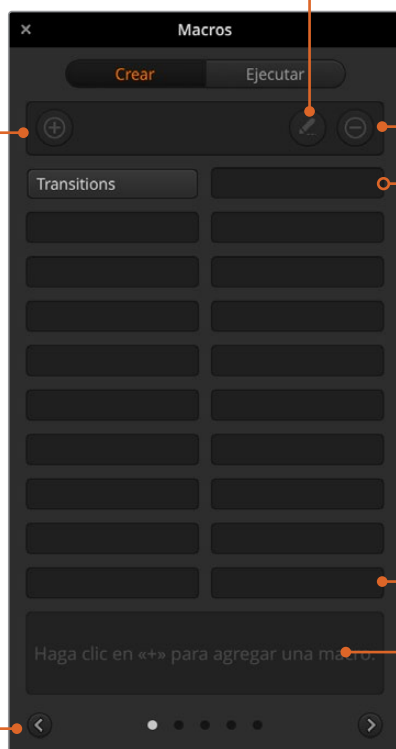 Macros
Crear
Ejecutar
Transitions
Haga clic en «+» para agregar una macro.